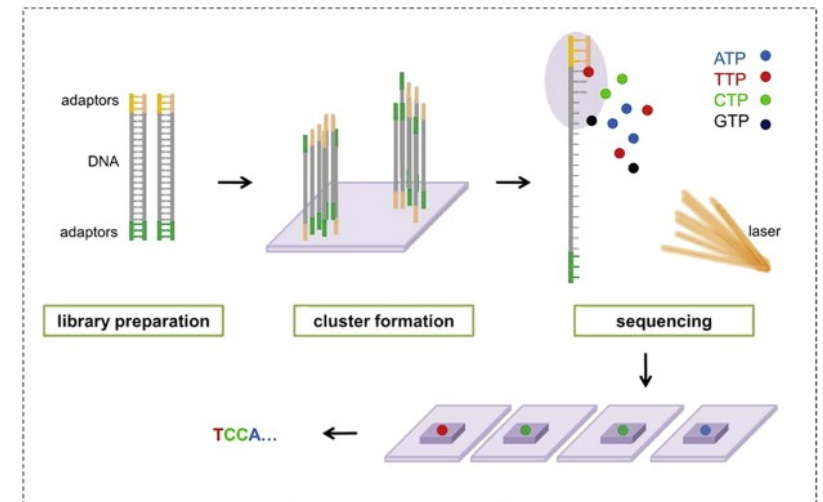 adaptors
DNA
adaptors
ATP
TTP
CTP
GTP
laser
library preparation
cluster formation
sequencing
TCCA...